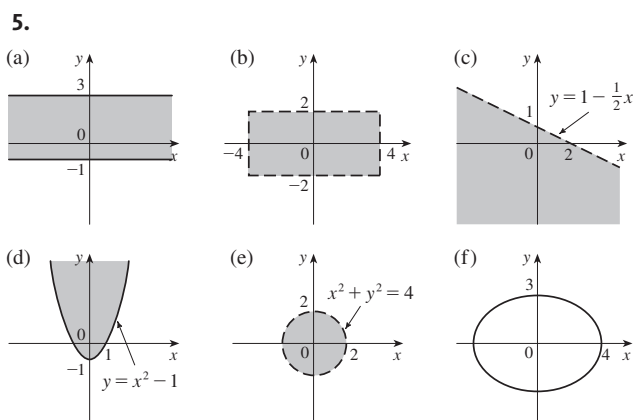 5.
(a)
y
3
0
x
−1
(b)
y
2
−4
0
4 x
−2
(c)
y
1
y = 1 − 1/2 x
0
2
x
(d)
y
0
1
x
−1
y = x² − 1
(e)
y
2
x² + y² = 4
0
2
x
(f)
y
3
0
4 x